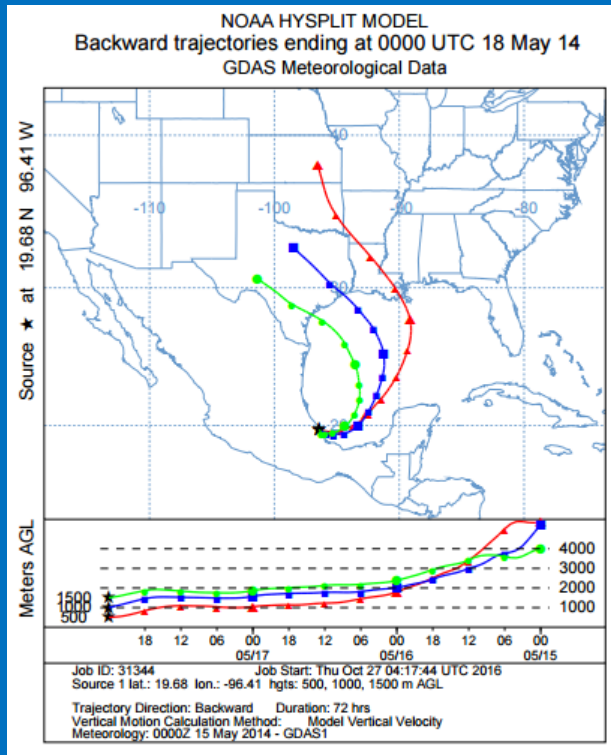 NOAA HYSPLIT MODEL
Backward trajectories ending at 0000 UTC 18 May 14
GDAS Meteorological Data
Source ★ at 19.68 N 96.41 W
40
-110
-100
-90
-80
30
20
Meters AGL
1500
1000
500
4000
3000
2000
1000
18 12 06 00 18 12 06 00 18 12 06 00
05/17 05/16 05/15
Job ID: 31344 Job Start: Thu Oct 27 04:17:44 UTC 2016
Source 1 lat.: 19.68 lon.: -96.41 hgts: 500, 1000, 1500 m AGL
Trajectory Direction: Backward Duration: 72 hrs
Vertical Motion Calculation Method: Model Vertical Velocity
Meteorology: 0000Z 15 May 2014 - GDAS1